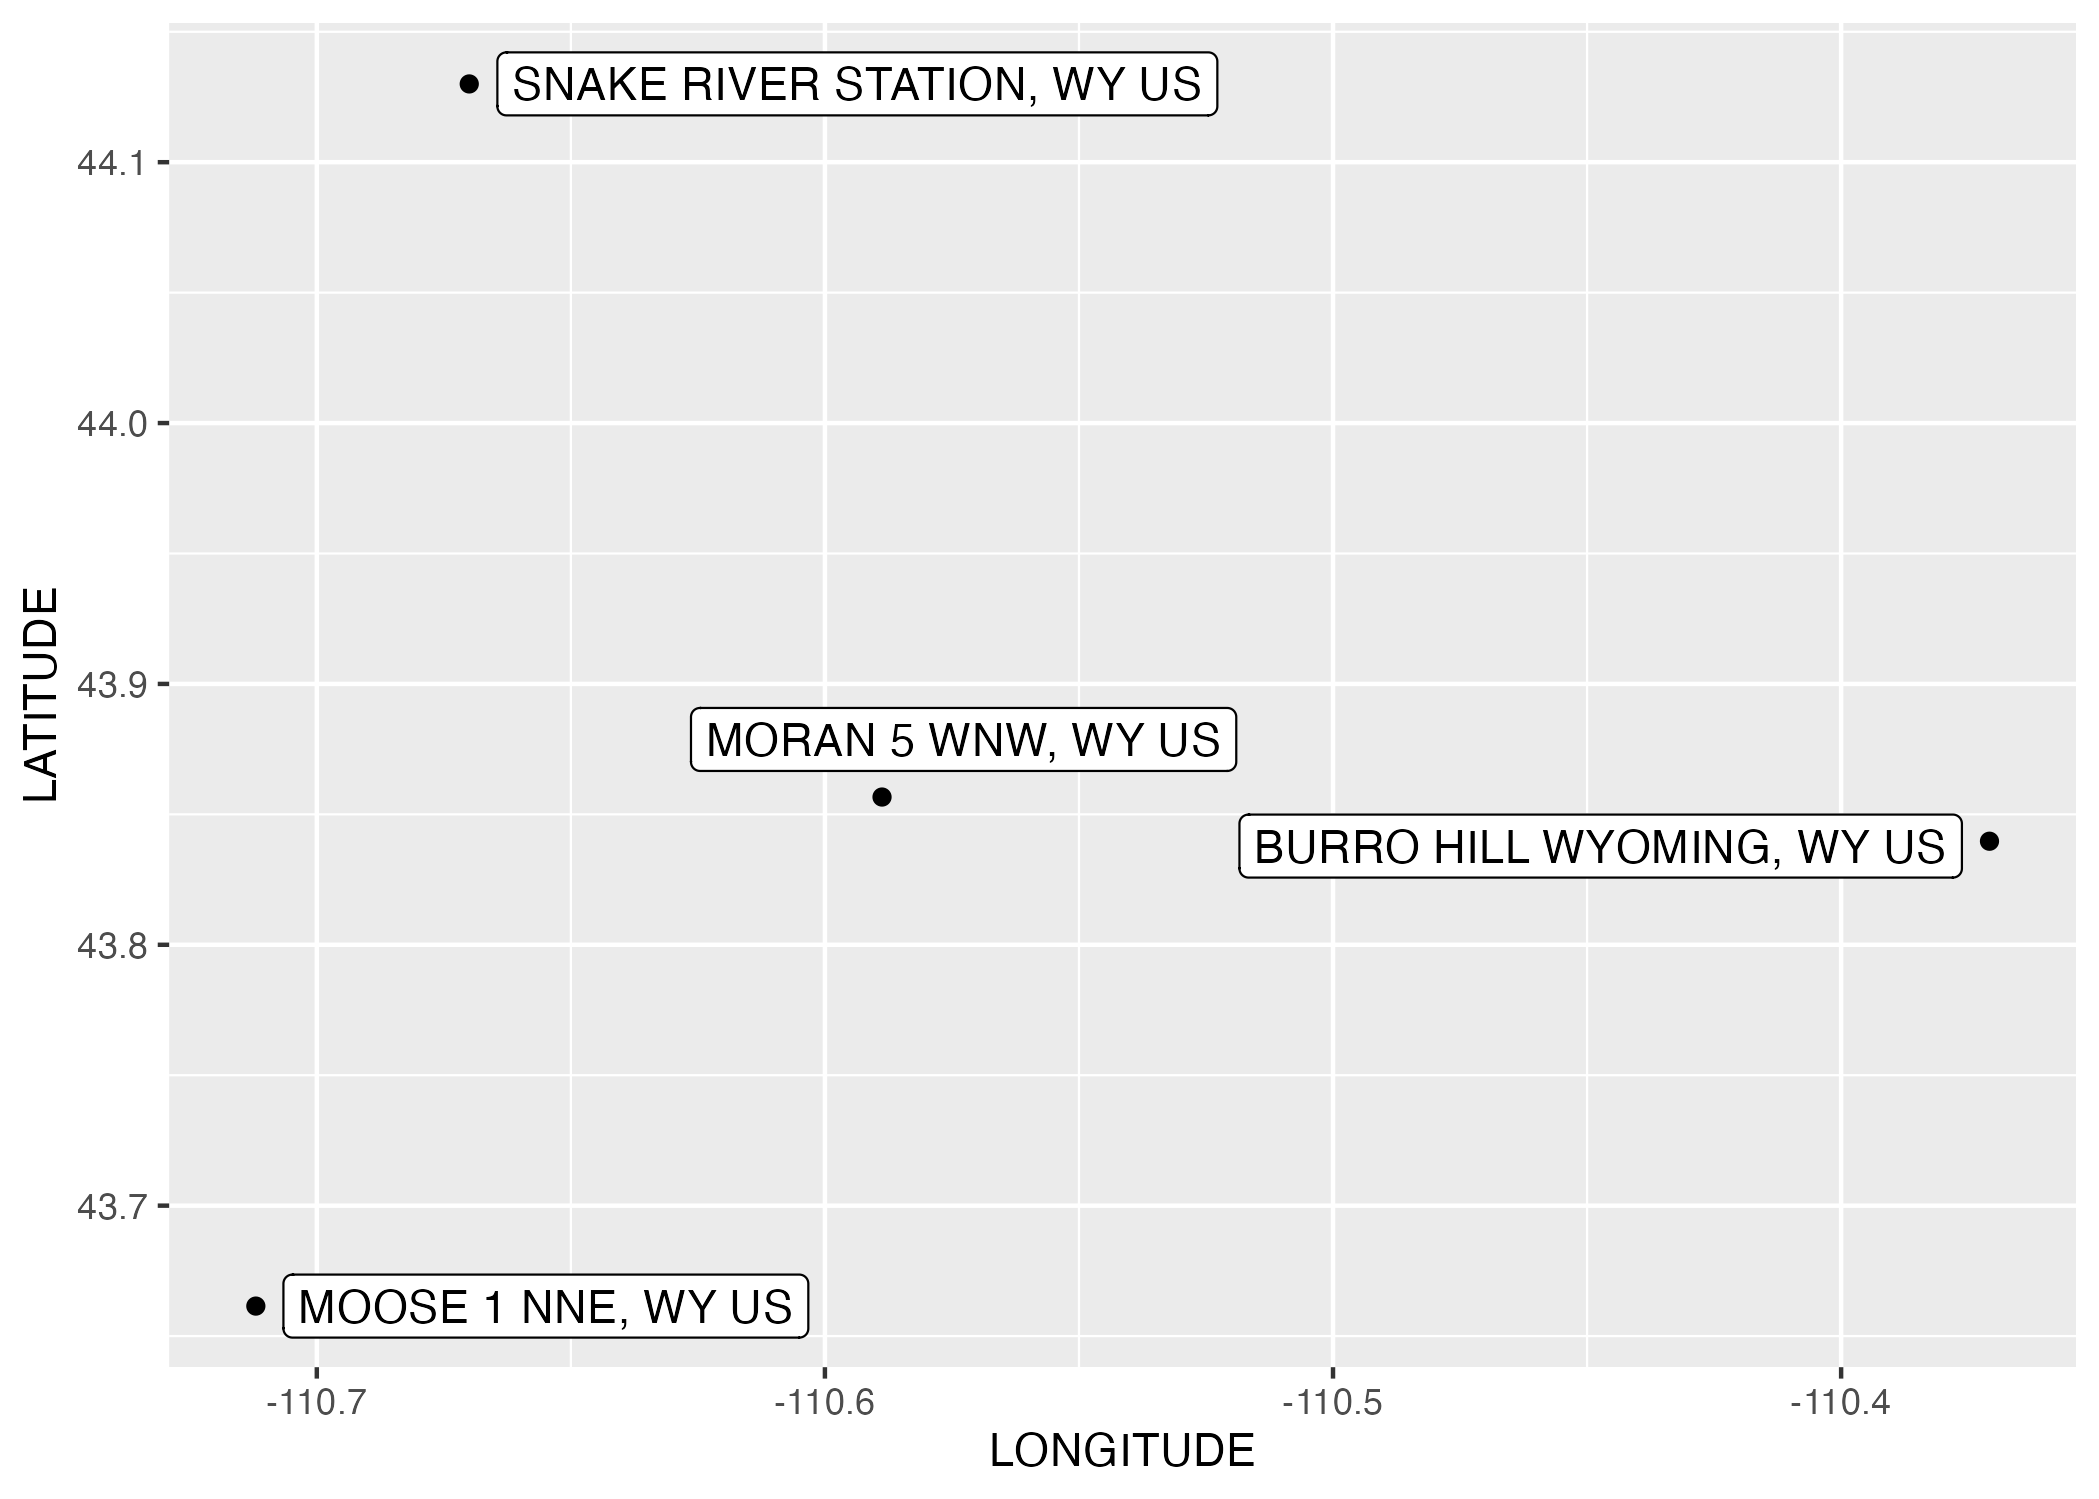 SNAKE RIVER STATION, WY US
44.1
44.0
43.9
MORAN 5 WNW, WY US
BURRO HILL WYOMING, WY US
43.8
43.7
MOOSE 1 NNE, WY US
LATITUDE
-110.7
-110.6
-110.5
-110.4
LONGITUDE